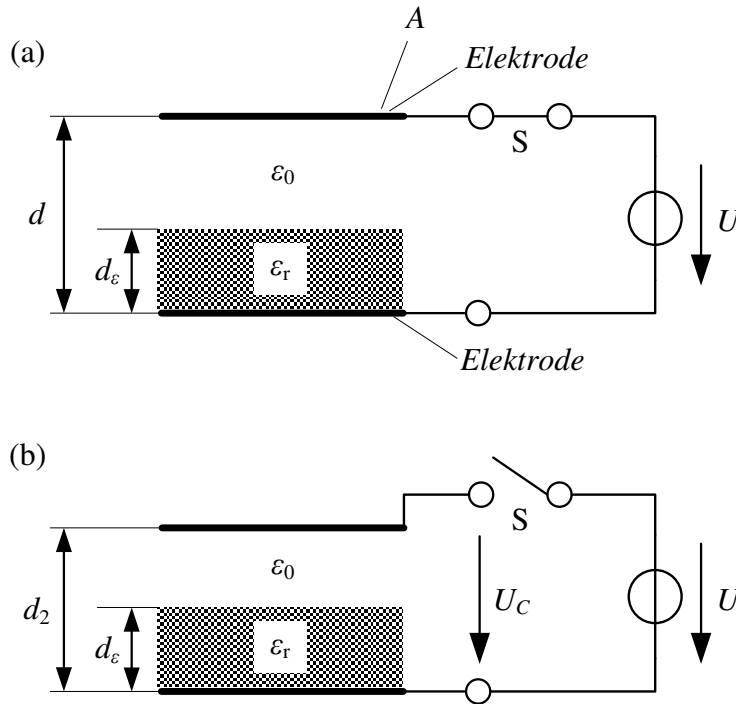 (a)
A
Elektrode
S
ε0
d
U
dε
εr
Elektrode
(b)
S
ε0
d2
UC
U
dε
εr